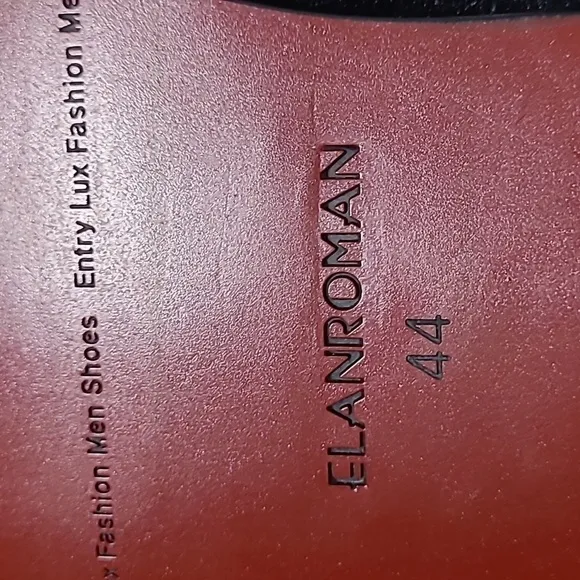 Fashion Men Shoes Entry Lux Fashion Me
ELANROMAN
44